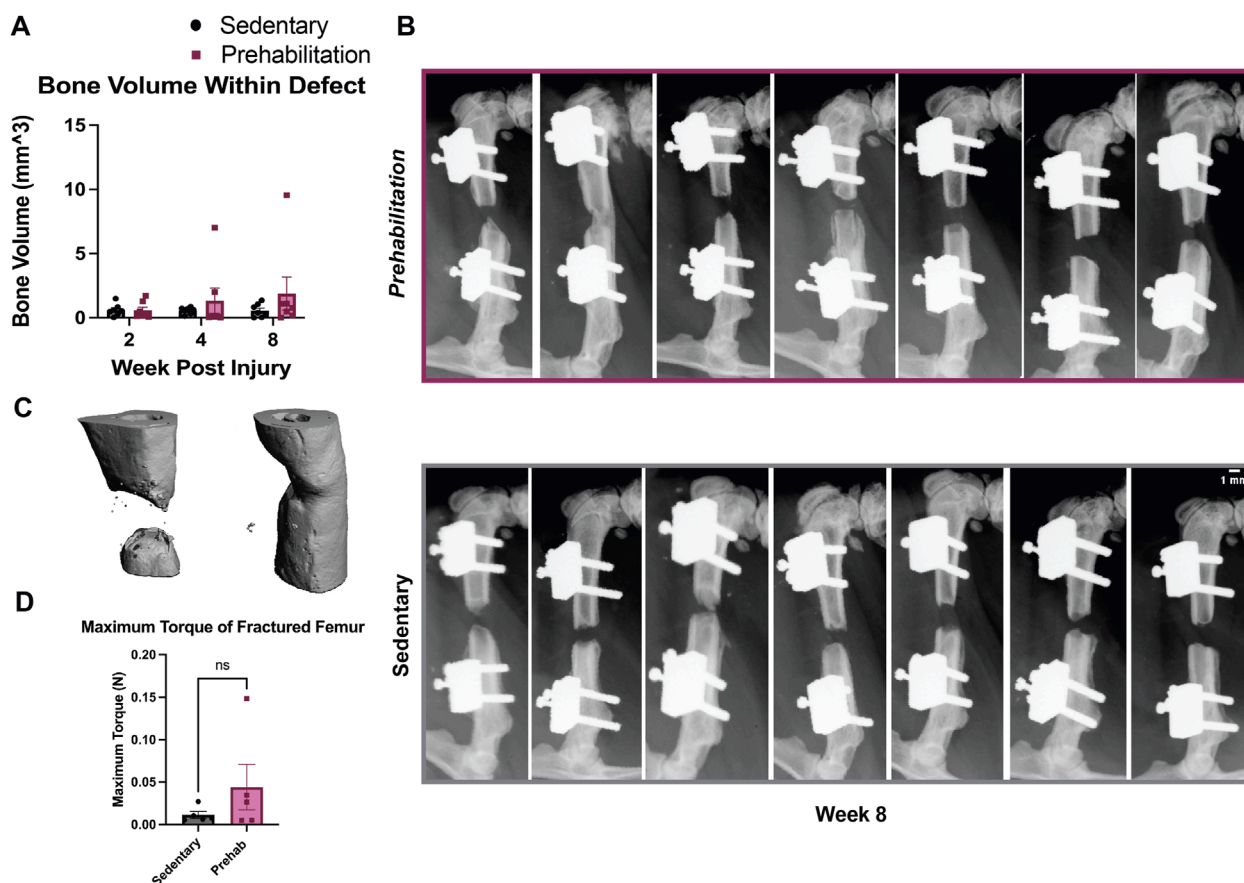 A
Sedentary
Prehabilitation
Bone Volume Within Defect
Bone Volume (mm^3)
15
10
5
0
2
4
8
Week Post Injury
B
Prehabilitation
Sedentary
1 mm
Week 8
C
D
Maximum Torque of Fractured Femur
Maximum Torque (N)
0.20
0.15
0.10
0.05
0.00
ns
Sedentary
Prehab